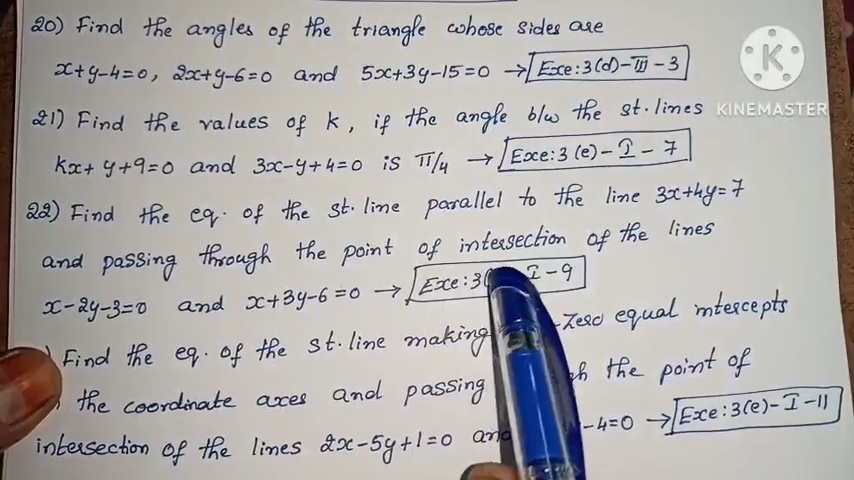 20) Find the angles of the triangle whose sides are
x+y-4=0, 2x+y-6=0 and 5x+3y-15=0 → Exe:3(d)-III-3
21) Find the values of k, if the angle b/w the st. lines
kx+y+9=0 and 3x-y+4=0 is π/4 → Exe:3(e)-I-7
22) Find the eq. of the st. line parallel to the line 3x+4y=7
and passing through the point of intersection of the lines
x-2y-3=0 and x+3y-6=0 → Exe:3( I-9
Find the eq. of the st. line making -zero equal intercepts
the coordinate axes and passing the point of
intersection of the lines 2x-5y+1=0 and -4=0 → Exe:3(e)-I-11
K
KINEMASTER